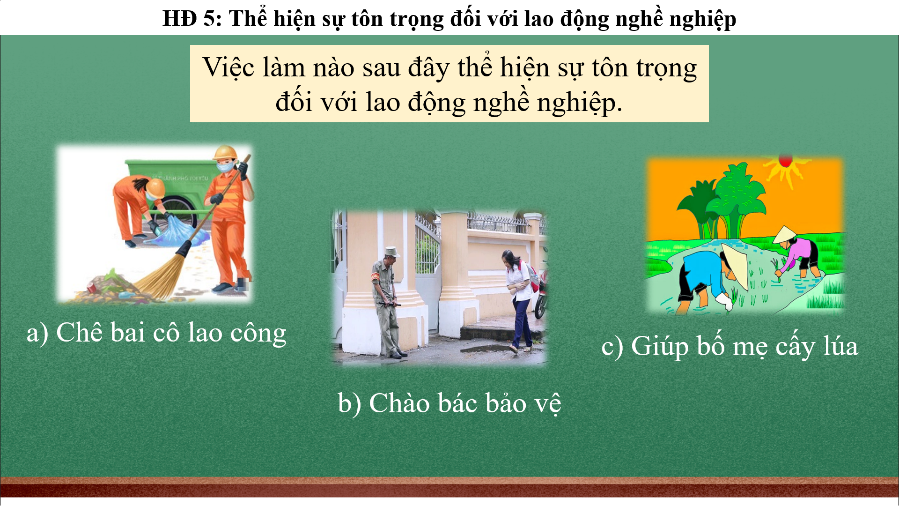 HĐ 5: Thể hiện sự tôn trọng đối với lao động nghề nghiệp
Việc làm nào sau đây thể hiện sự tôn trọng
đối với lao động nghề nghiệp.
a) Chê bai cô lao công
b) Chào bác bảo vệ
c) Giúp bố mẹ cấy lúa